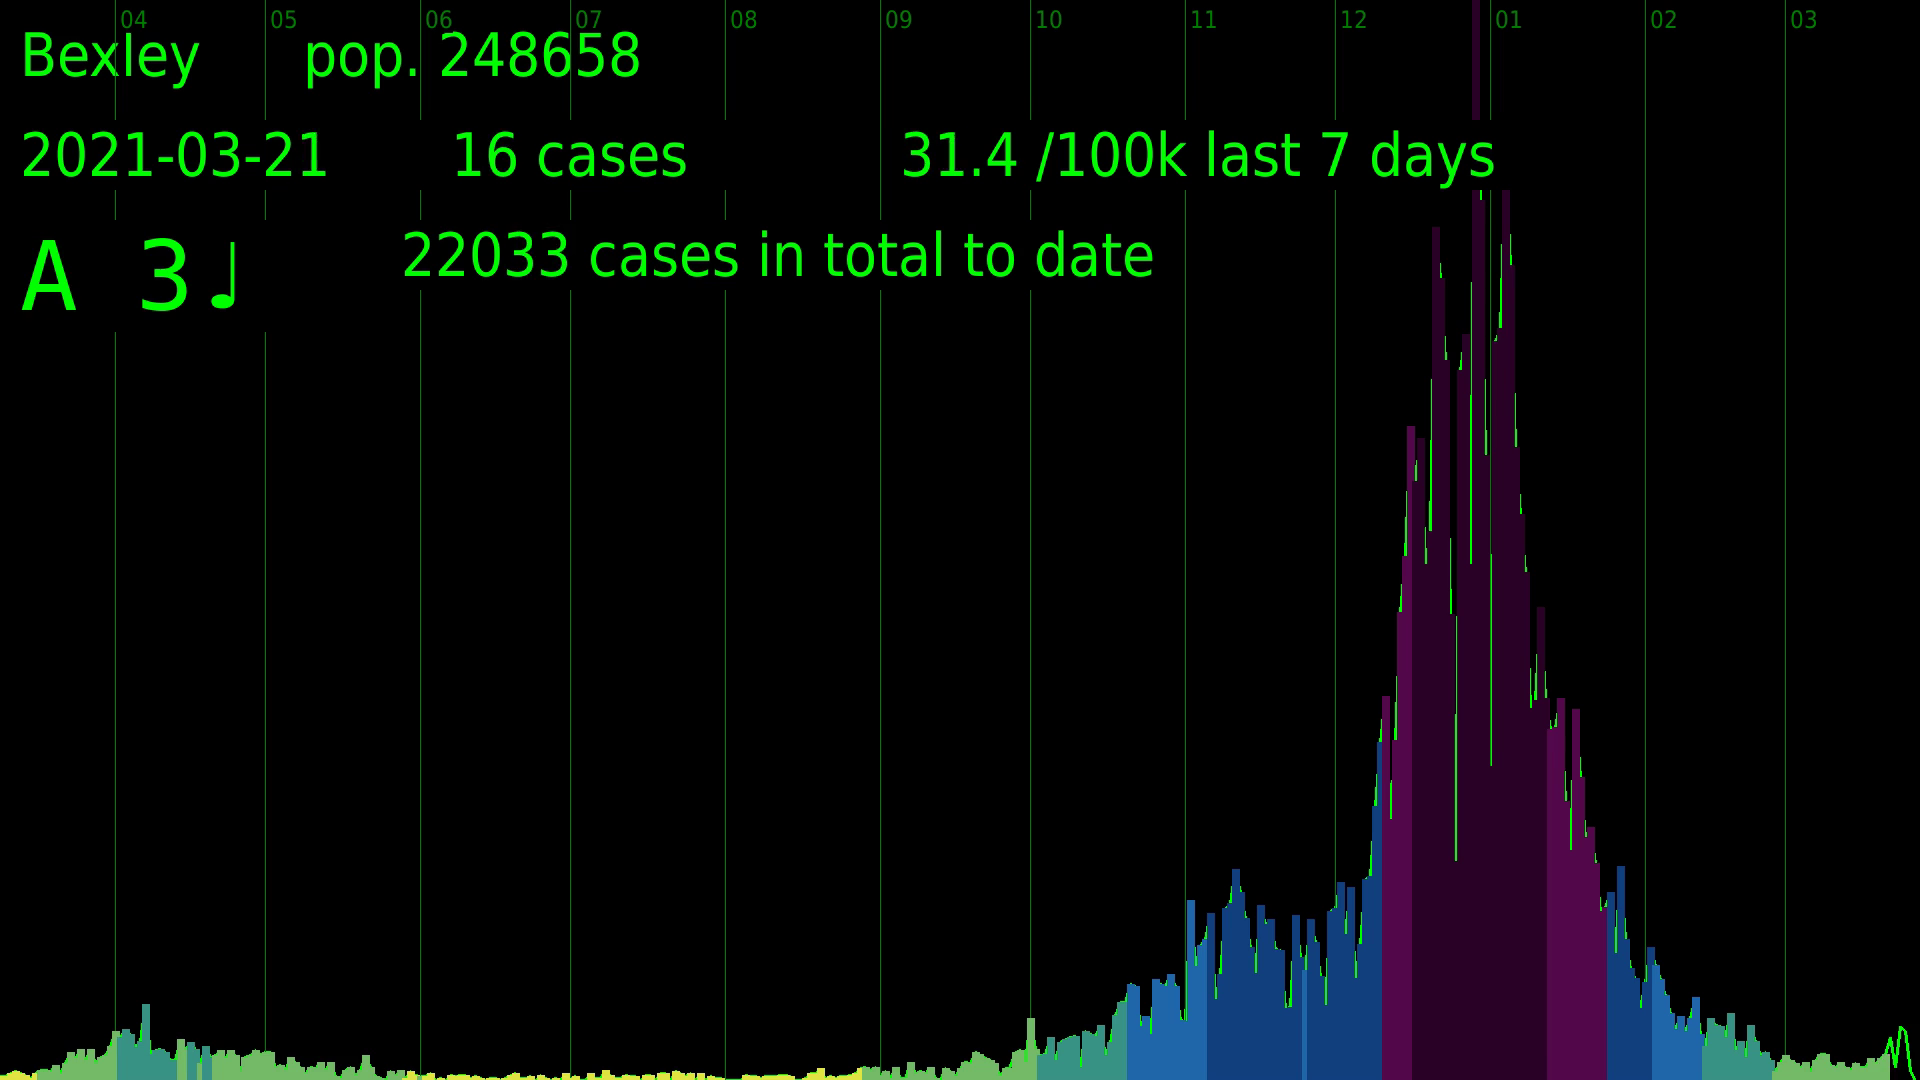 04 05 06 07 08 09 10 11 12 01 02 03
Bexley pop. 248658
2021-03-21 16 cases 31.4 /100k last 7 days
A 3♩ 22033 cases in total to date